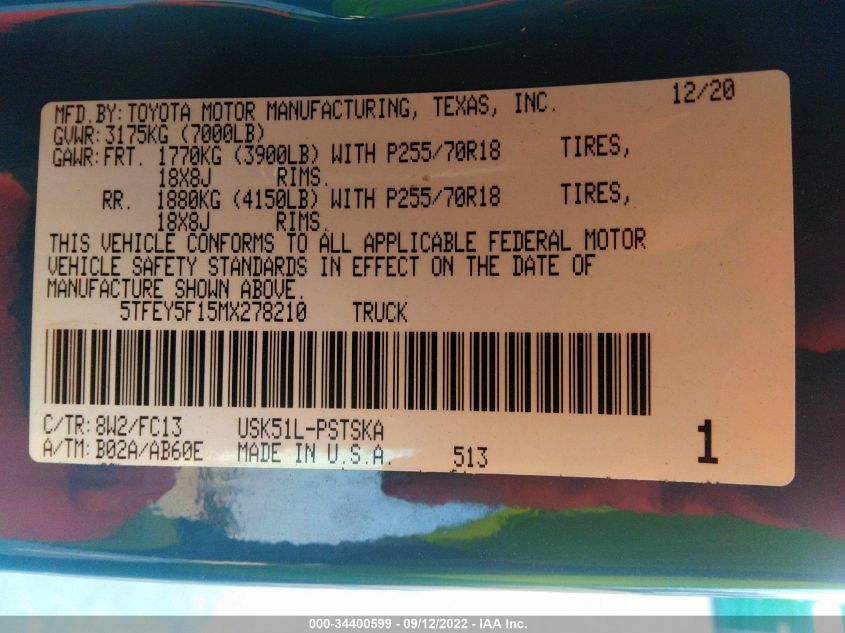 MFD.BY: TOYOTA MOTOR MANUFACTURING, TEXAS, INC. 12/20
GVWR: 3175KG (7000LB)
GAWR: FRT. 1770KG (3900LB) WITH P255/70R18 TIRES,
18X8J RIMS.
RR. 1880KG (4150LB) WITH P255/70R18 TIRES,
18X8J RIMS.
THIS VEHICLE CONFORMS TO ALL APPLICABLE FEDERAL MOTOR
VEHICLE SAFETY STANDARDS IN EFFECT ON THE DATE OF
MANUFACTURE SHOWN ABOVE.
5TFEY5F15MX278210 TRUCK
C/TR: 8W2/FC13 USK51L-PSTSKA
A/TM: B02A/AB60E MADE IN U.S.A. 513 1
000-34400599 - 09/12/2022 - IAA Inc.